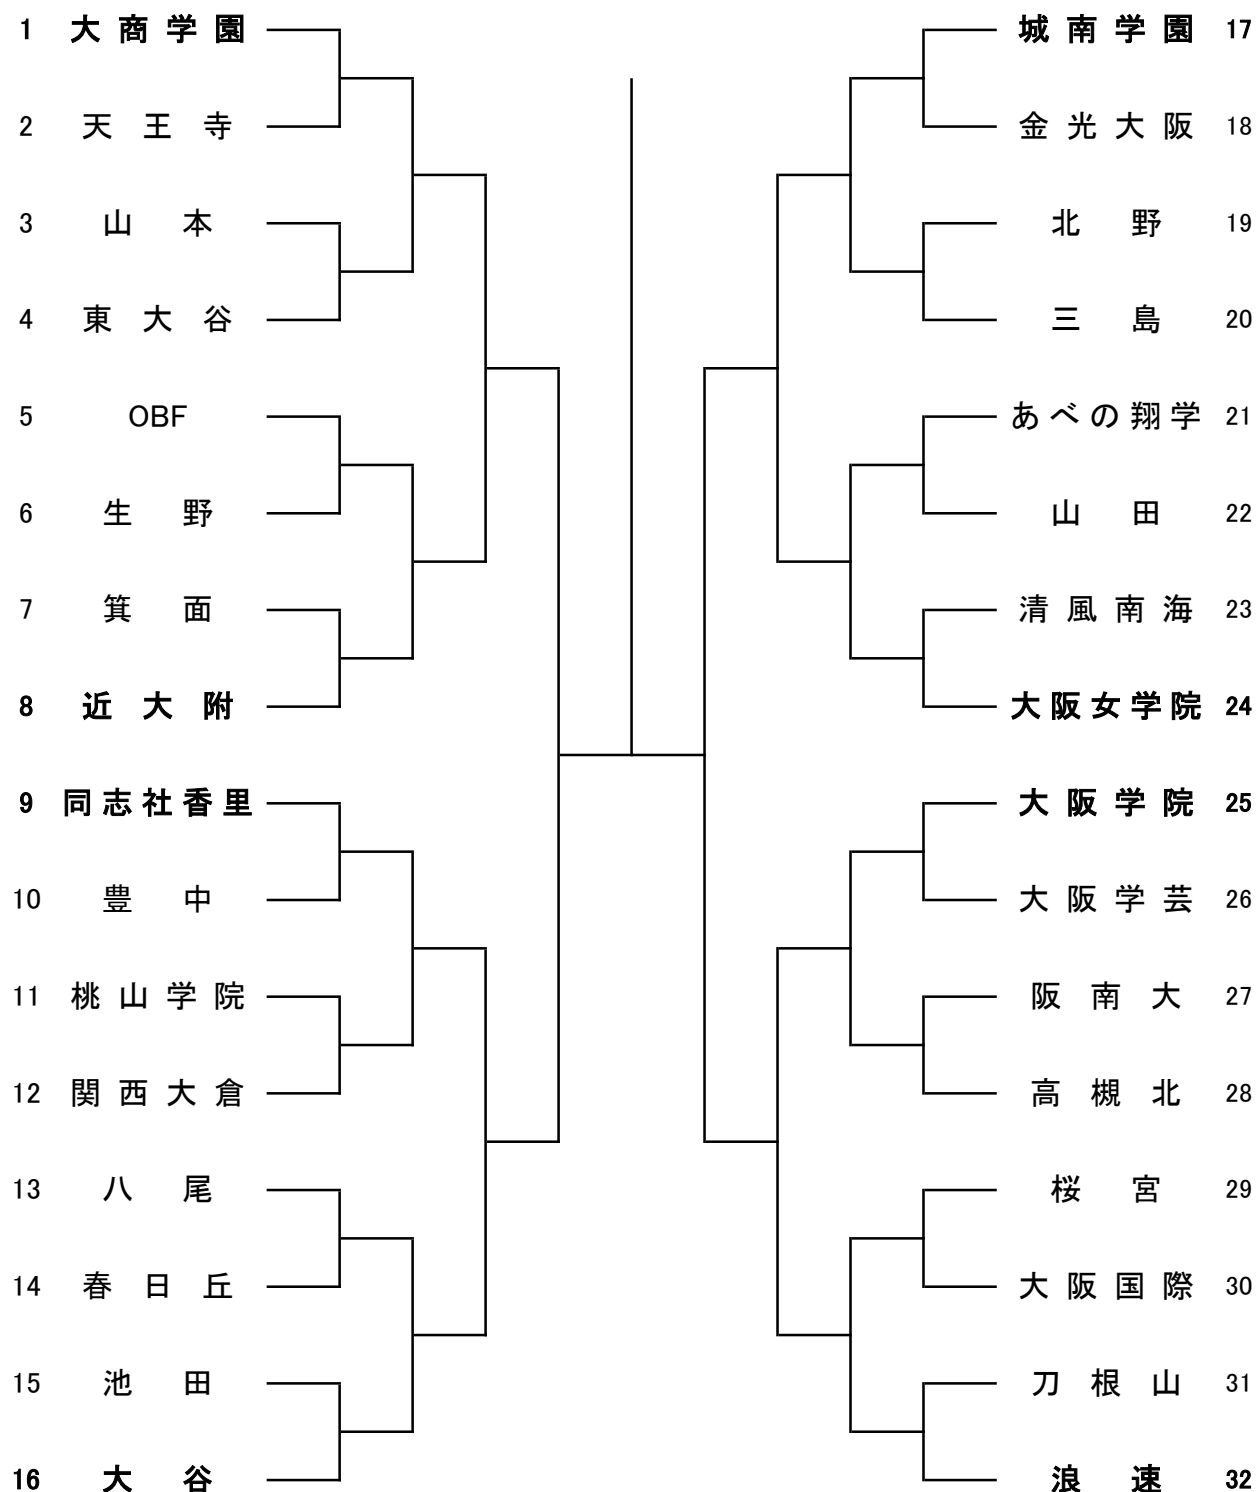 1 大商学園
2 天王寺
3 山本
4 東大谷
5 OBF
6 生野
7 箕面
8 近大附
9 同志社香里
10 豊中
11 桃山学院
12 関西大倉
13 八尾
14 春日丘
15 池田
16 大谷
城南学園 17
金光大阪 18
北野 19
三島 20
あべの翔学 21
山田 22
清風南海 23
大阪女学院 24
大阪学院 25
大阪学芸 26
阪南大 27
高槻北 28
桜宮 29
大阪国際 30
刀根山 31
浪速 32